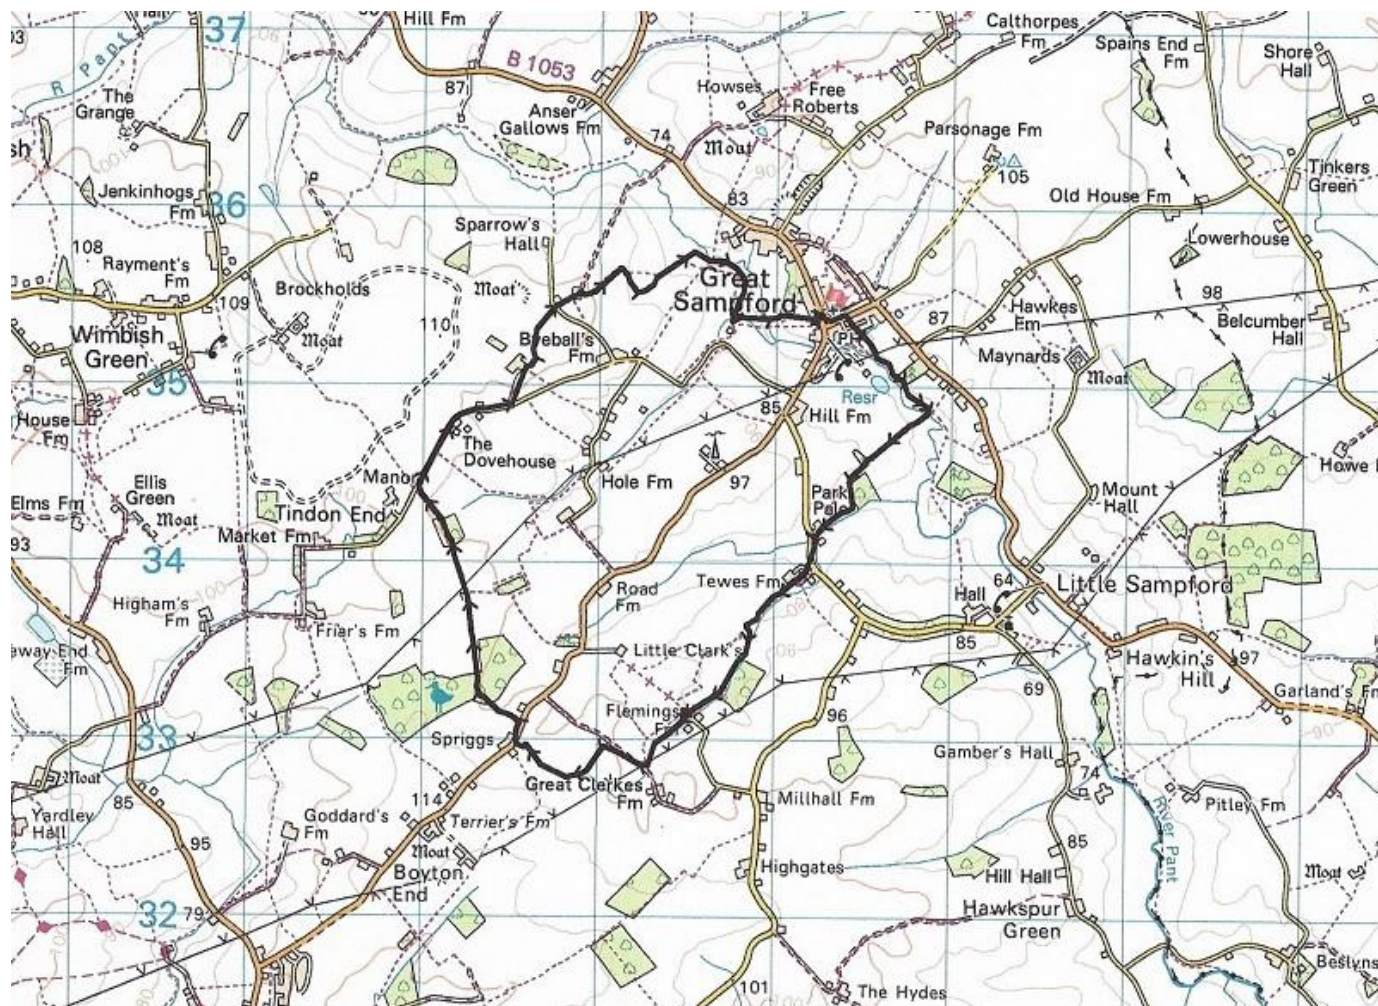 37
Hill Fm
Calthorpes
Fm
Spains End
Fm
Shore
Hall
R Pant
B 1053
87
The
Grange
Howses
Free
Roberts
Anser
Gallows Fm
74
Moat
Parsonage Fm
105
Tinkers
Green
Jenkinhogs
Fm
36
83
Old House Fm
Sparrow's
Hall
108
Rayment's
Fm
Lowerhouse
Great
Sampford
Brockholds
Moat
109
110
98
Hawkes
Fm
87
Belcumber
Hall
Wimbish
Green
Moat
Byeball's
Fm
PH
Maynards
Moat
35
Resr
House
Fm
85
Hill Fm
The
Dovehouse
Ellis
Green
Moat
Manor
Hole Fm
97
Elms Fm
Park
Pale
Mount
Hall
Tindon End
Market Fm
93
34
Tewes Fm
Road
Fm
64
Little Sampford
Hall
Higham's
Fm
Friar's Fm
Little Clark's
85
eway End
Fm
Hawkin's
Hill
97
69
Garland's Fm
Flemings
Fm
96
33
Spriggs
Gamber's Hall
Moat
Great Clerkes
Fm
74
85
114
Millhall Fm
Pitley Fm
Yardley
Hall
Goddard's
Fm
Terrier's Fm
River Pant
95
85
Moat
Boyton
End
Highgates
Hill Hall
Moat
79
32
Hawkspur
Green
101
The Hydes